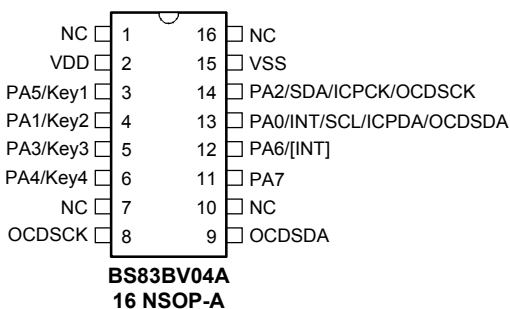 NC 1 16 NC
VDD 2 15 VSS
PA5/Key1 3 14 PA2/SDA/ICPCK/OCDSCK
PA1/Key2 4 13 PA0/INT/SCL/ICPDA/OCDSDA
PA3/Key3 5 12 PA6/[INT]
PA4/Key4 6 11 PA7
NC 7 10 NC
OCDSCK 8 9 OCDSDA
BS83BV04A
16 NSOP-A